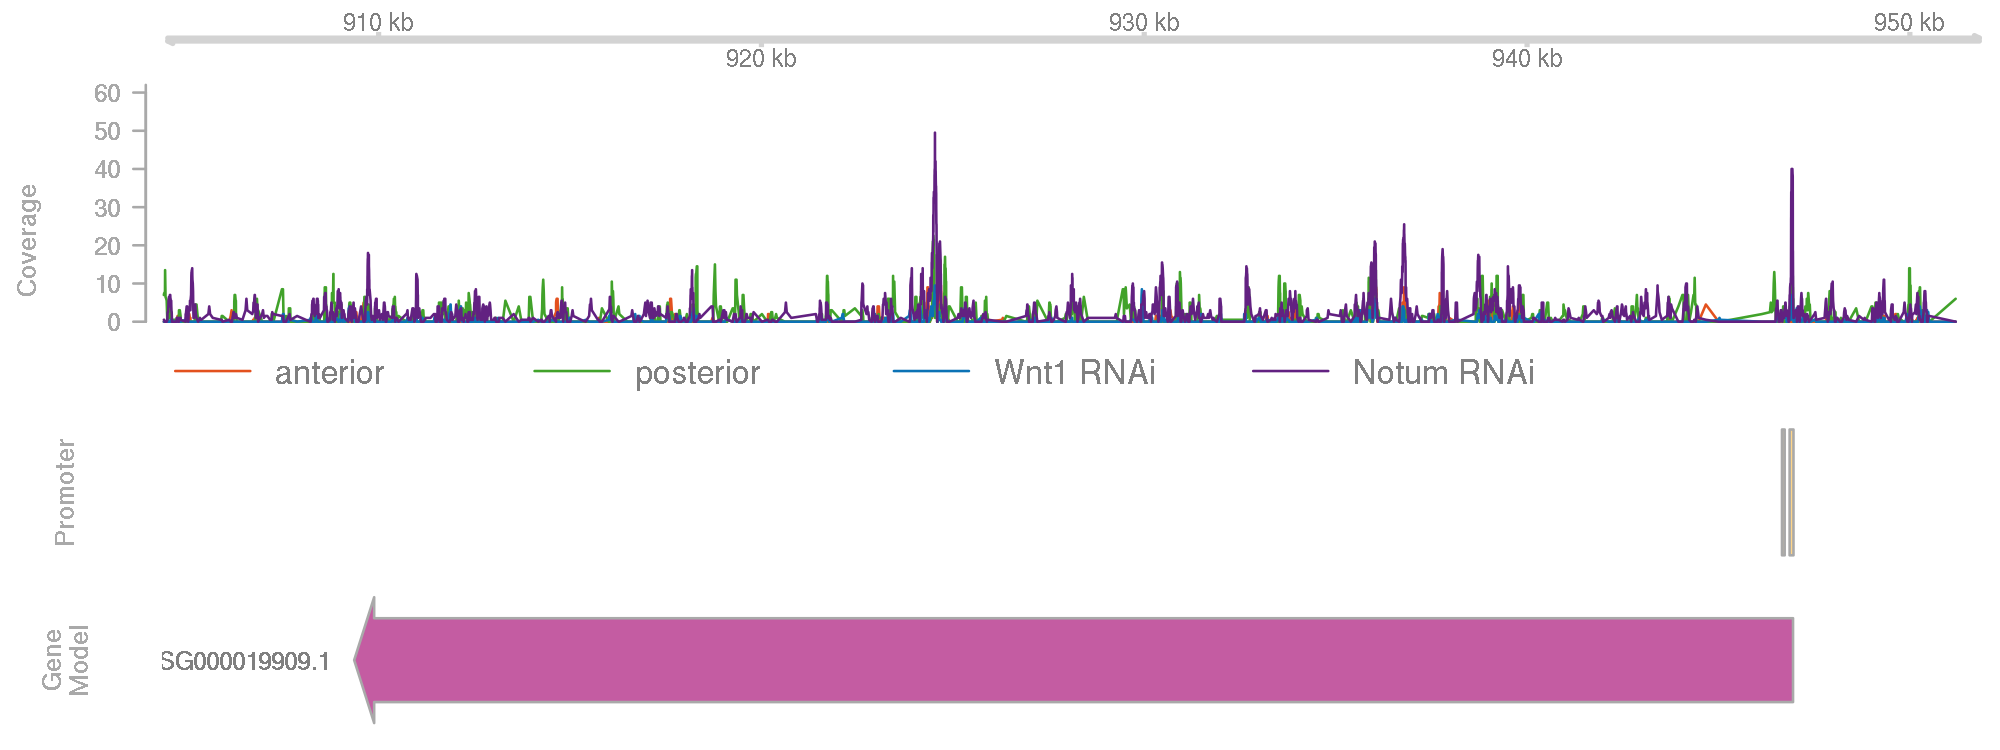 910 kb
930 kb
950 kb
920 kb
940 kb
Coverage
60
50
40
30
20
10
0
anterior
posterior
Wnt1 RNAi
Notum RNAi
Promoter
Gene
Model
SG000019909.1